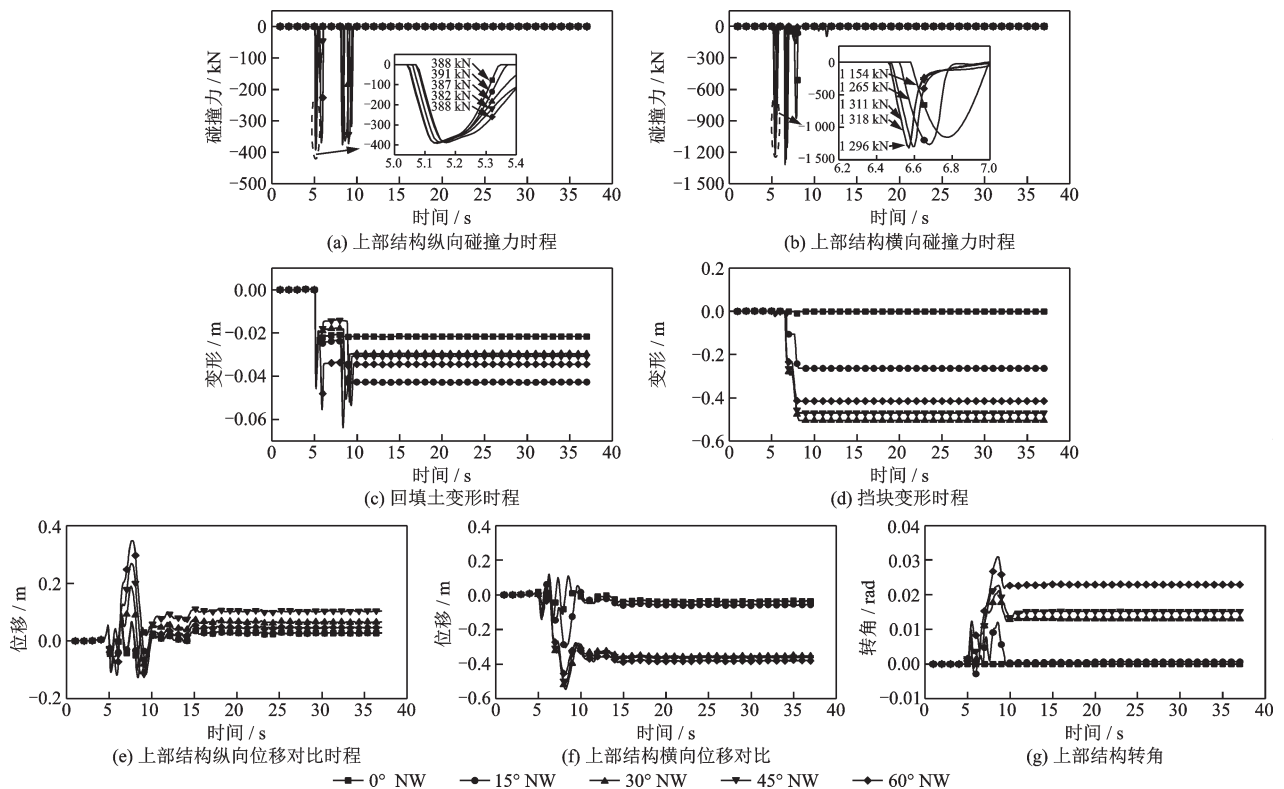 0
−100
−200
−300
−400
−500
碰撞力 / kN
0
−100
−200
−300
−400
388 kN
391 kN
387 kN
382 kN
388 kN
5.0 5.1 5.2 5.3 5.4
0 5 10 15 20 25 30 35 40
时间 / s
(a) 上部结构纵向碰撞力时程
0
−300
−600
−900
−1 200
−1 500
碰撞力 / kN
0
−500
−1 000
−1 500
1 154 kN
1 265 kN
1 311 kN
1 318 kN
1 296 kN
6.2 6.4 6.6 6.8 7.0
0 5 10 15 20 25 30 35 40
时间 / s
(b) 上部结构横向碰撞力时程
0.00
−0.02
−0.04
−0.06
变形 / m
0 5 10 15 20 25 30 35 40
时间 / s
(c) 回填土变形时程
0.2
0.0
−0.2
−0.4
−0.6
变形 / m
0 5 10 15 20 25 30 35 40
时间 / s
(d) 挡块变形时程
0.4
0.2
0.0
−0.2
位移 / m
0 5 10 15 20 25 30 35 40
时间 / s
(e) 上部结构纵向位移对比时程
0.4
0.2
0.0
−0.2
−0.4
−0.6
位移 / m
0 5 10 15 20 25 30 35 40
时间 / s
(f) 上部结构横向位移对比
0.04
0.03
0.02
0.01
0.00
−0.01
转角 / rad
0 5 10 15 20 25 30 35 40
时间 / s
(g) 上部结构转角
0° NW 15° NW 30° NW 45° NW 60° NW